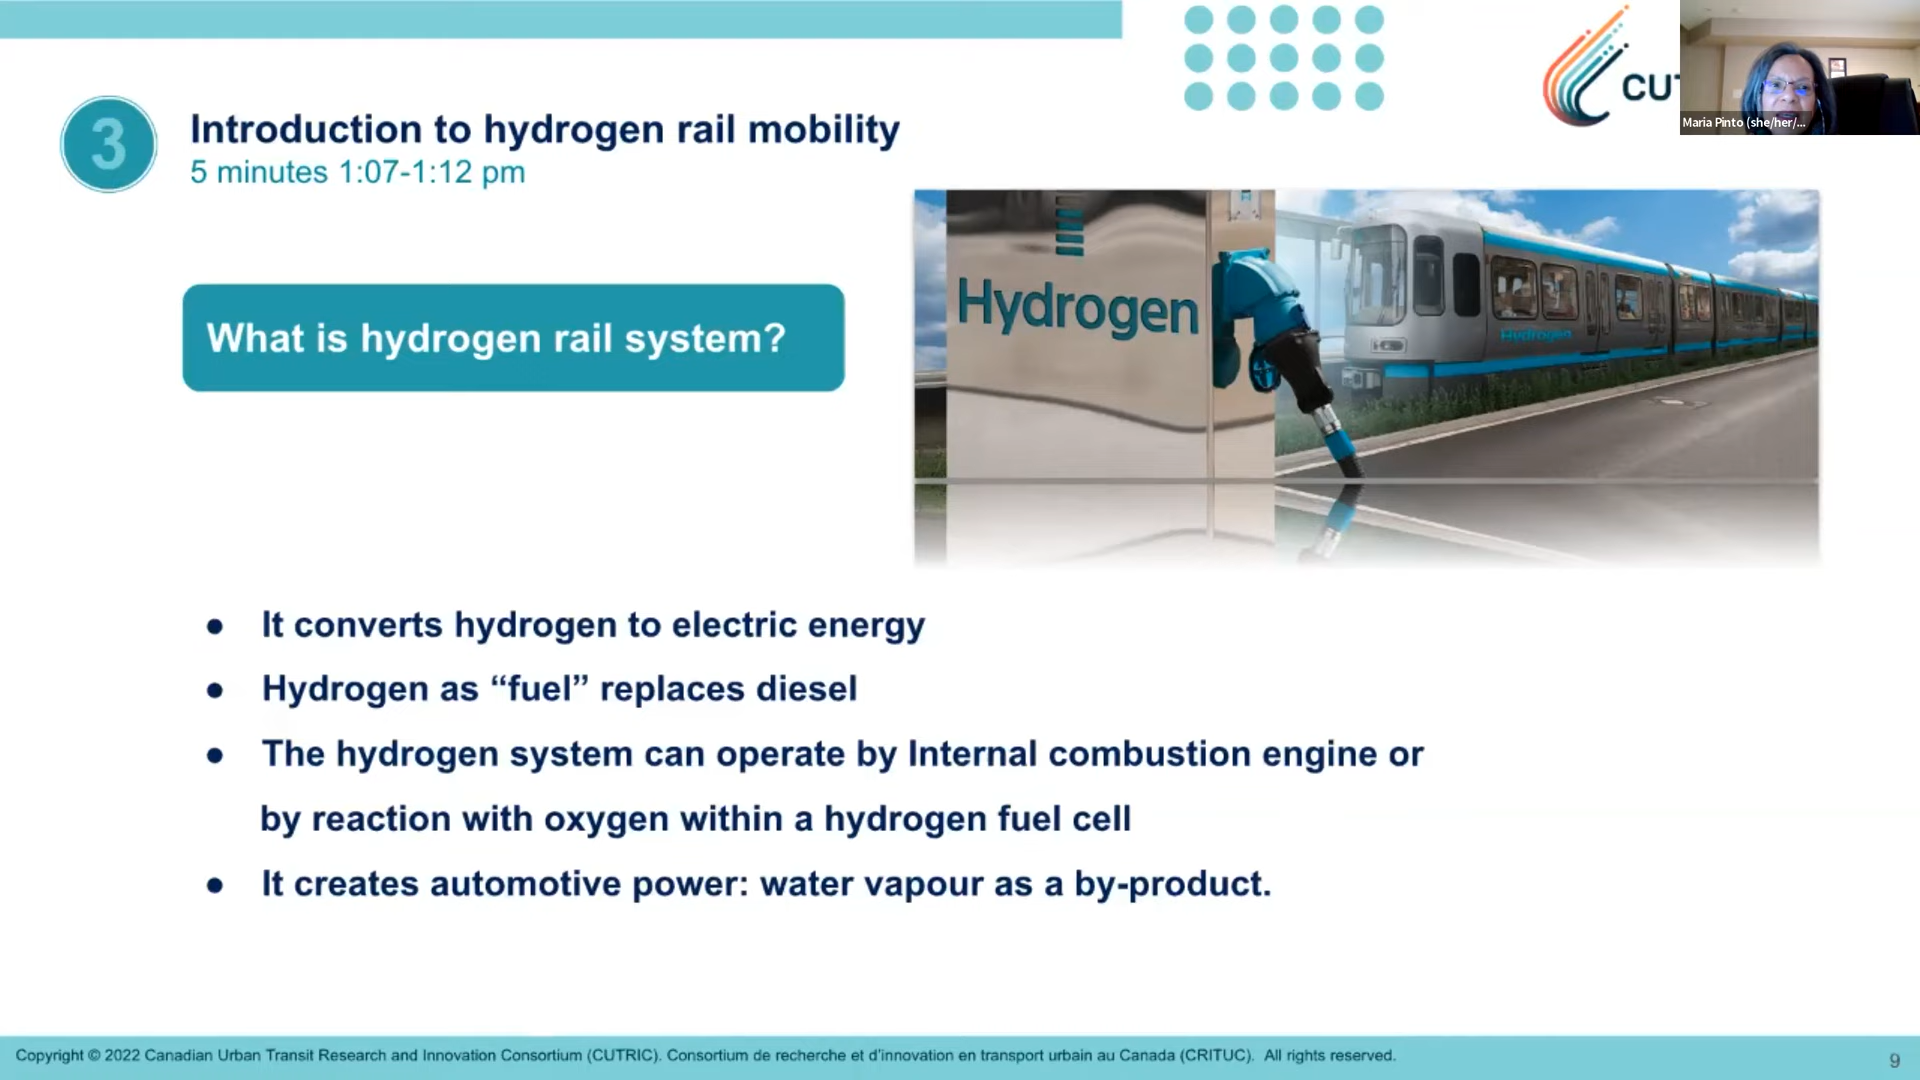 CUT
Maria Pinto (she/her/...
3
Introduction to hydrogen rail mobility
5 minutes 1:07-1:12 pm
Hydrogen
Hydrogen
What is hydrogen rail system?
● It converts hydrogen to electric energy
● Hydrogen as “fuel” replaces diesel
● The hydrogen system can operate by Internal combustion engine or
by reaction with oxygen within a hydrogen fuel cell
● It creates automotive power: water vapour as a by-product.
Copyright © 2022 Canadian Urban Transit Research and Innovation Consortium (CUTRIC). Consortium de recherche et d’innovation en transport urbain au Canada (CRITUC). All rights reserved.
9